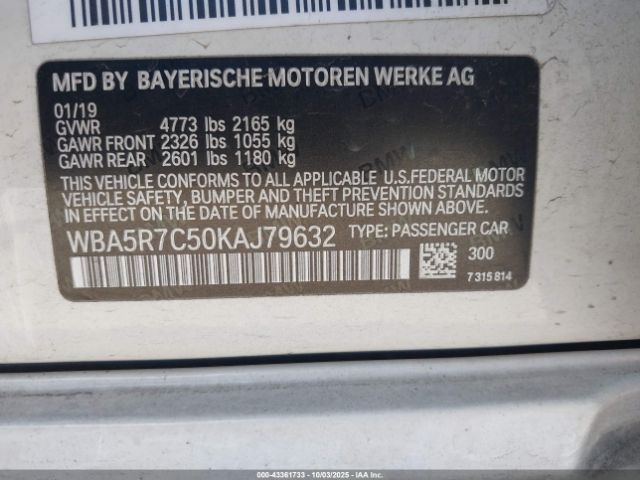 MFD BY BAYERISCHE MOTOREN WERKE AG
01/19
GVWR 4773 lbs 2165 kg
GAWR FRONT 2326 lbs 1055 kg
GAWR REAR 2601 lbs 1180 kg
THIS VEHICLE CONFORMS TO ALL APPLICABLE U.S.FEDERAL MOTOR
VEHICLE SAFETY, BUMPER AND THEFT PREVENTION STANDARDS
IN EFFECT ON THE DATE OF MANUFACTURE SHOWN ABOVE.
WBA5R7C50KAJ79632 TYPE: PASSENGER CAR
300
7 315 814
000-43361733 - 10/03/2025 - IAA Inc.